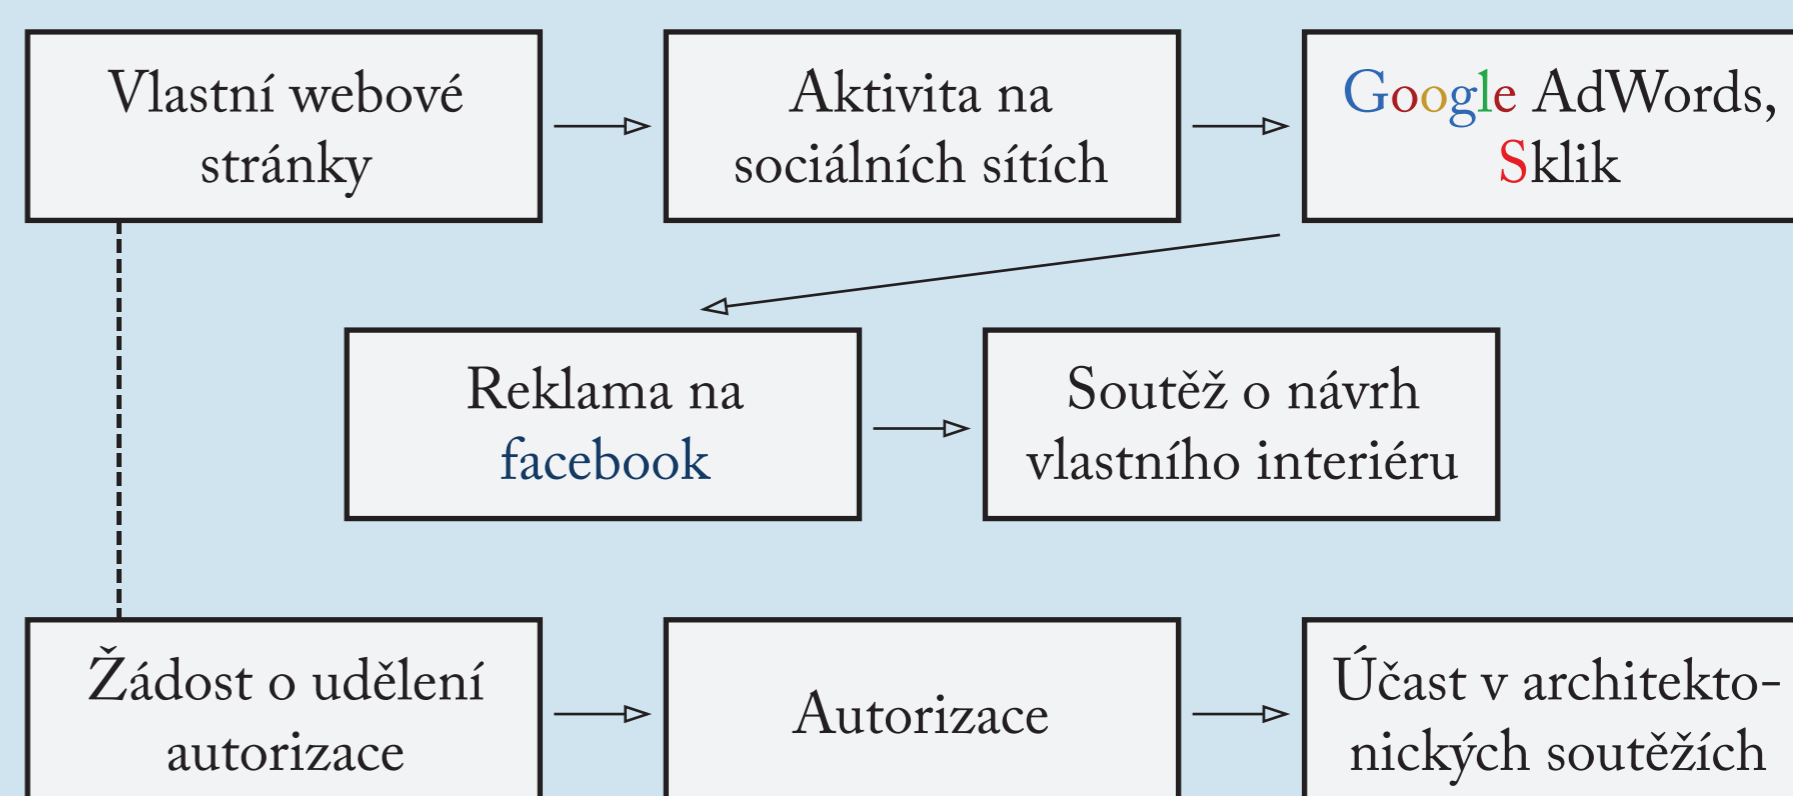 Vlastní webové
stránky
Aktivita na
sociálních sítích
Google AdWords,
Sklik
Reklama na
facebook
Soutěž o návrh
vlastního interiéru
Žádost o udělení
autorizace
Autorizace
Účast v architekto-
nických soutěžích